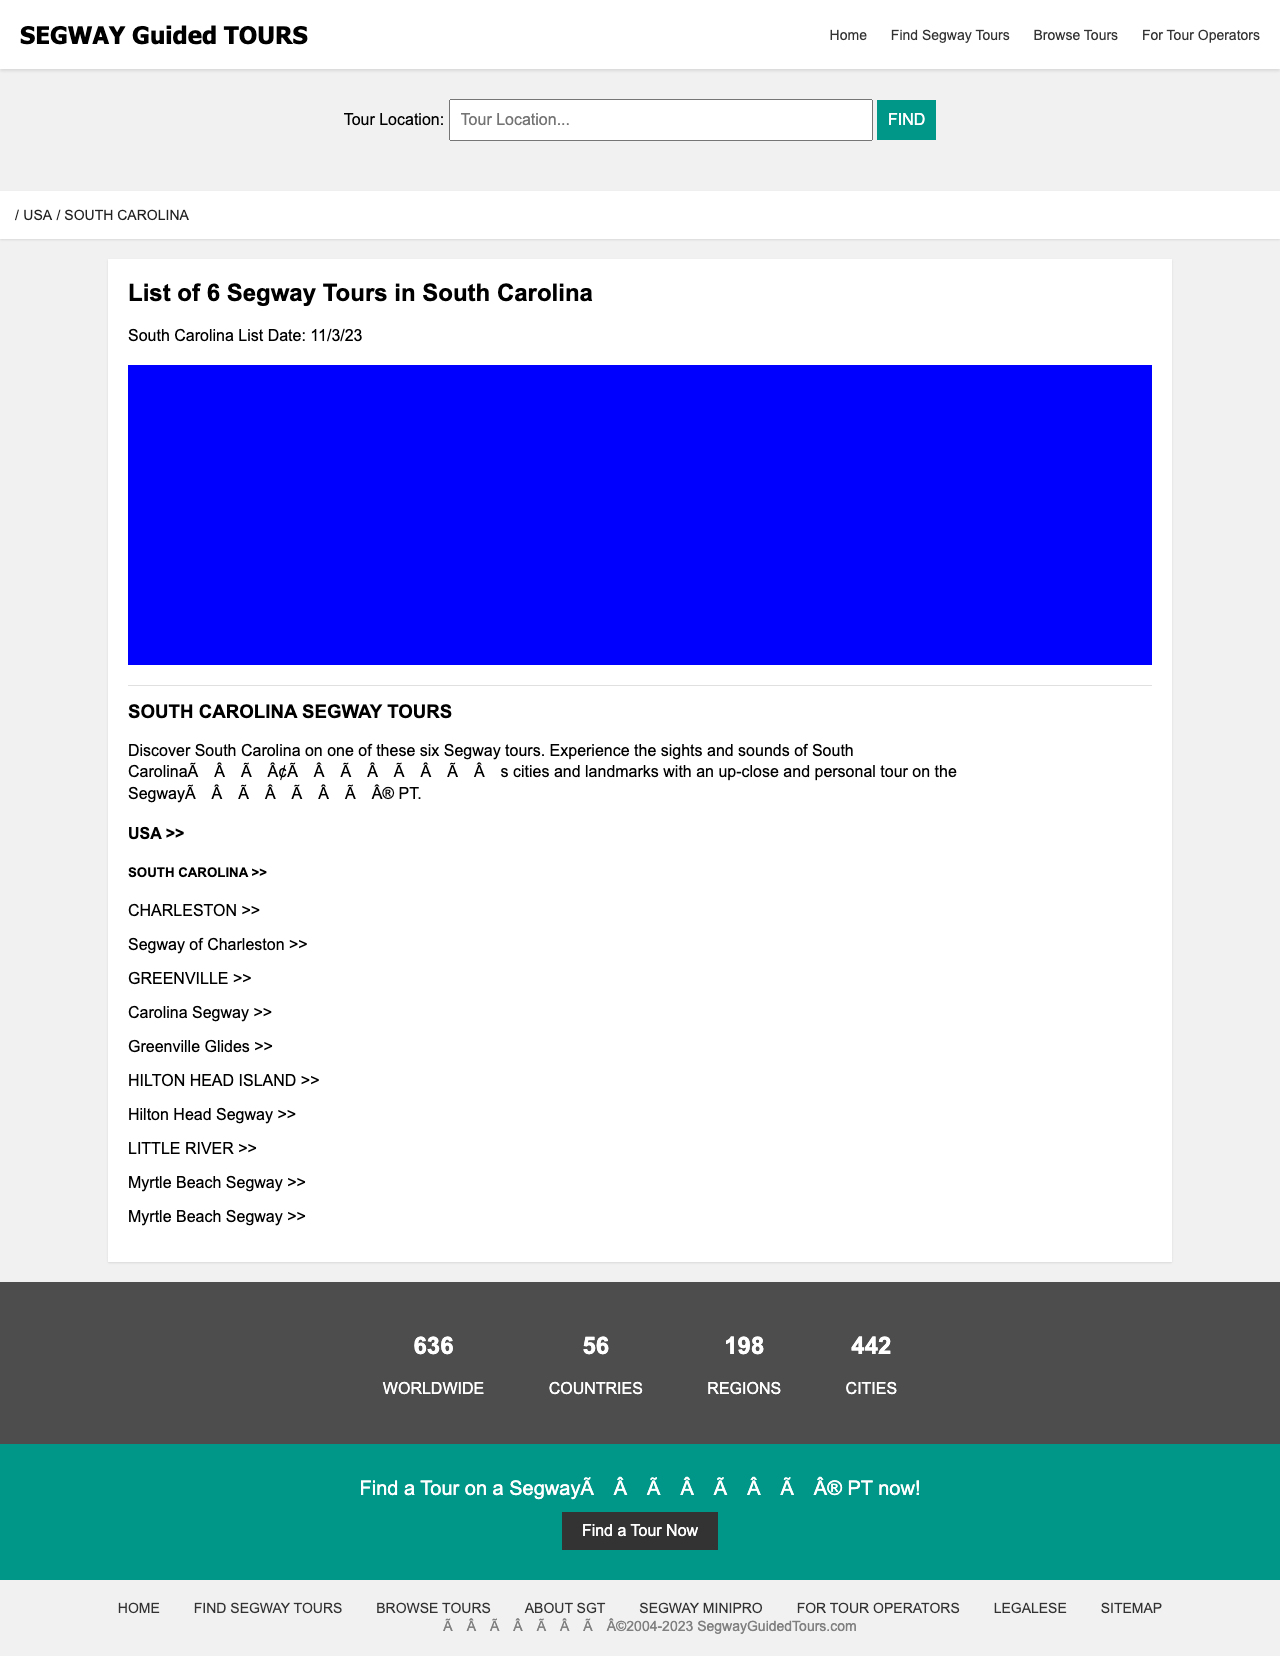 SEGWAY Guided TOURS
Home Find Segway Tours Browse Tours For Tour Operators
Tour Location: Tour Location... FIND
/ USA / SOUTH CAROLINA
List of 6 Segway Tours in South Carolina
South Carolina List Date: 11/3/23
SOUTH CAROLINA SEGWAY TOURS
Discover South Carolina on one of these six Segway tours. Experience the sights and sounds of South
CarolinaÃ Â Ã Â¢Ã Â Ã Â Ã Â Ã Â s cities and landmarks with an up-close and personal tour on the
SegwayÃ Â Ã Â Ã Â Ã Â® PT.
USA >>
SOUTH CAROLINA >>
CHARLESTON >>
Segway of Charleston >>
GREENVILLE >>
Carolina Segway >>
Greenville Glides >>
HILTON HEAD ISLAND >>
Hilton Head Segway >>
LITTLE RIVER >>
Myrtle Beach Segway >>
Myrtle Beach Segway >>
636 56 198 442
WORLDWIDE COUNTRIES REGIONS CITIES
Find a Tour on a SegwayÃ Â Ã Â Ã Â Ã Â® PT now!
Find a Tour Now
HOME FIND SEGWAY TOURS BROWSE TOURS ABOUT SGT SEGWAY MINIPRO FOR TOUR OPERATORS LEGALESE SITEMAP
Ã Â Ã Â Ã Â Ã Â©2004-2023 SegwayGuidedTours.com